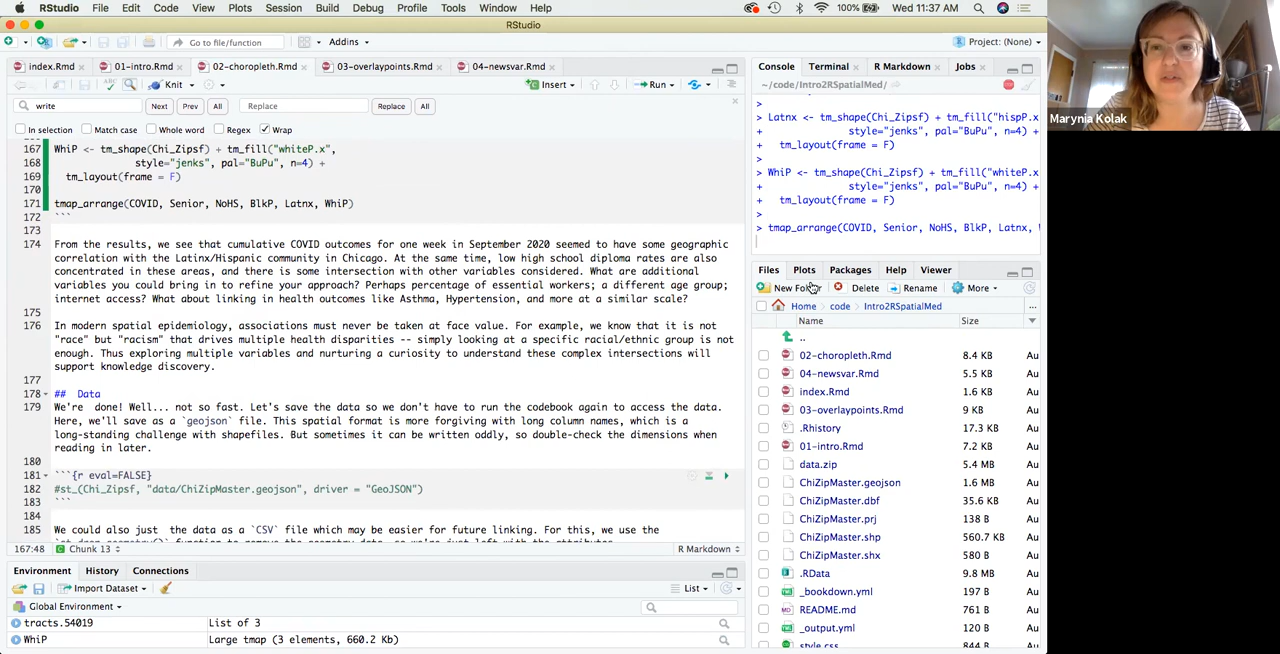 RStudio File Edit Code View Plots Session Build Debug Profile Tools Window Help 100% Wed 11:37 AM
RStudio
Go to file/function Addins Project: (None)
index.Rmd 01-intro.Rmd 02-choropleth.Rmd 03-overlaypoints.Rmd 04-newsvar.Rmd
Knit Insert Run
write Next Prev All Replace Replace All
In selection Match case Whole word Regex Wrap
167 WhiP <- tm_shape(Chi_Zipsf) + tm_fill("whiteP.x",
168 style="jenks", pal="BuPu", n=4) +
169 tm_layout(frame = F)
170
171 tmap_arrange(COVID, Senior, NoHS, BlkP, Latnx, WhiP)
172 ```
173
174 From the results, we see that cumulative COVID outcomes for one week in September 2020 seemed to have some geographic
correlation with the Latinx/Hispanic community in Chicago. At the same time, low high school diploma rates are also
concentrated in these areas, and there is some intersection with other variables considered. What are additional
variables you could bring in to refine your approach? Perhaps percentage of essential workers; a different age group;
internet access? What about linking in health outcomes like Asthma, Hypertension, and more at a similar scale?
175
176 In modern spatial epidemiology, associations must never be taken at face value. For example, we know that it is not
"race" but "racism" that drives multiple health disparities -- simply looking at a specific racial/ethnic group is not
enough. Thus exploring multiple variables and nurturing a curiosity to understand these complex intersections will
support knowledge discovery.
177
178 ## Data
179 We're done! Well... not so fast. Let's save the data so we don't have to run the codebook again to access the data.
Here, we'll save as a `geojson` file. This spatial format is more forgiving with long column names, which is a
long-standing challenge with shapefiles. But sometimes it can be written oddly, so double-check the dimensions when
reading in later.
180
181 ```{r eval=FALSE}
182 #st_(Chi_Zipsf, "data/ChiZipMaster.geojson", driver = "GeoJSON")
183 ```
184
185 We could also just the data as a `CSV` file which may be easier for future linking. For this, we use the
167:48 Chunk 13 R Markdown
Environment History Connections
Import Dataset List
Global Environment
tracts.54019 List of 3
WhiP Large tmap (3 elements, 660.2 Kb)
Console Terminal R Markdown Jobs
~/code/Intro2RSpatialMed/
>
> Latnx <- tm_shape(Chi_Zipsf) + tm_fill("hispP.x
+ style="jenks", pal="BuPu", n=4) +
+ tm_layout(frame = F)
>
> WhiP <- tm_shape(Chi_Zipsf) + tm_fill("whiteP.x
+ style="jenks", pal="BuPu", n=4) +
+ tm_layout(frame = F)
>
> tmap_arrange(COVID, Senior, NoHS, BlkP, Latnx,
Files Plots Packages Help Viewer
New Folder Delete Rename More
Home code Intro2RSpatialMed ...
Name Size
..
02-choropleth.Rmd 8.4 KB Au
04-newsvar.Rmd 5.5 KB Au
index.Rmd 1.6 KB Au
03-overlaypoints.Rmd 9 KB Au
.Rhistory 17.3 KB Au
01-intro.Rmd 7.2 KB Au
data.zip 5.4 MB Au
ChiZipMaster.geojson 1.6 MB Au
ChiZipMaster.dbf 35.6 KB Au
ChiZipMaster.prj 138 B Au
ChiZipMaster.shp 560.7 KB Au
ChiZipMaster.shx 580 B Au
.RData 9.8 MB Au
_bookdown.yml 197 B Au
README.md 761 B Au
_output.yml 120 B Au
style.css 844 B Au
Marynia Kolak